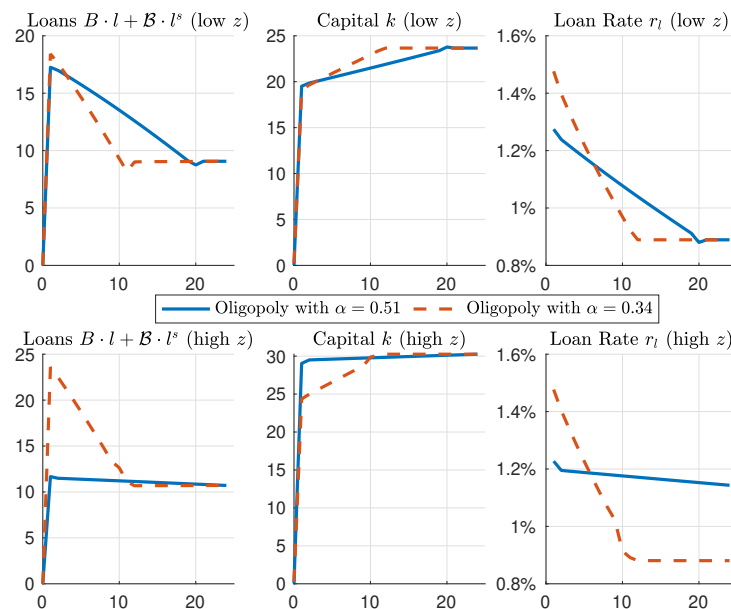 Loans B · l + ℬ · lˢ (low z)
Capital k (low z)
Loan Rate r_l (low z)
20
15
10
5
0
0 10 20
25
20
15
10
5
0
0 10 20
1.6%
1.4%
1.2%
1%
0.8%
0 10 20
Oligopoly with α = 0.51 Oligopoly with α = 0.34
Loans B · l + ℬ · lˢ (high z)
Capital k (high z)
Loan Rate r_l (high z)
25
20
15
10
5
0
0 10 20
30
25
20
15
10
5
0
0 10 20
1.6%
1.4%
1.2%
1%
0.8%
0 10 20